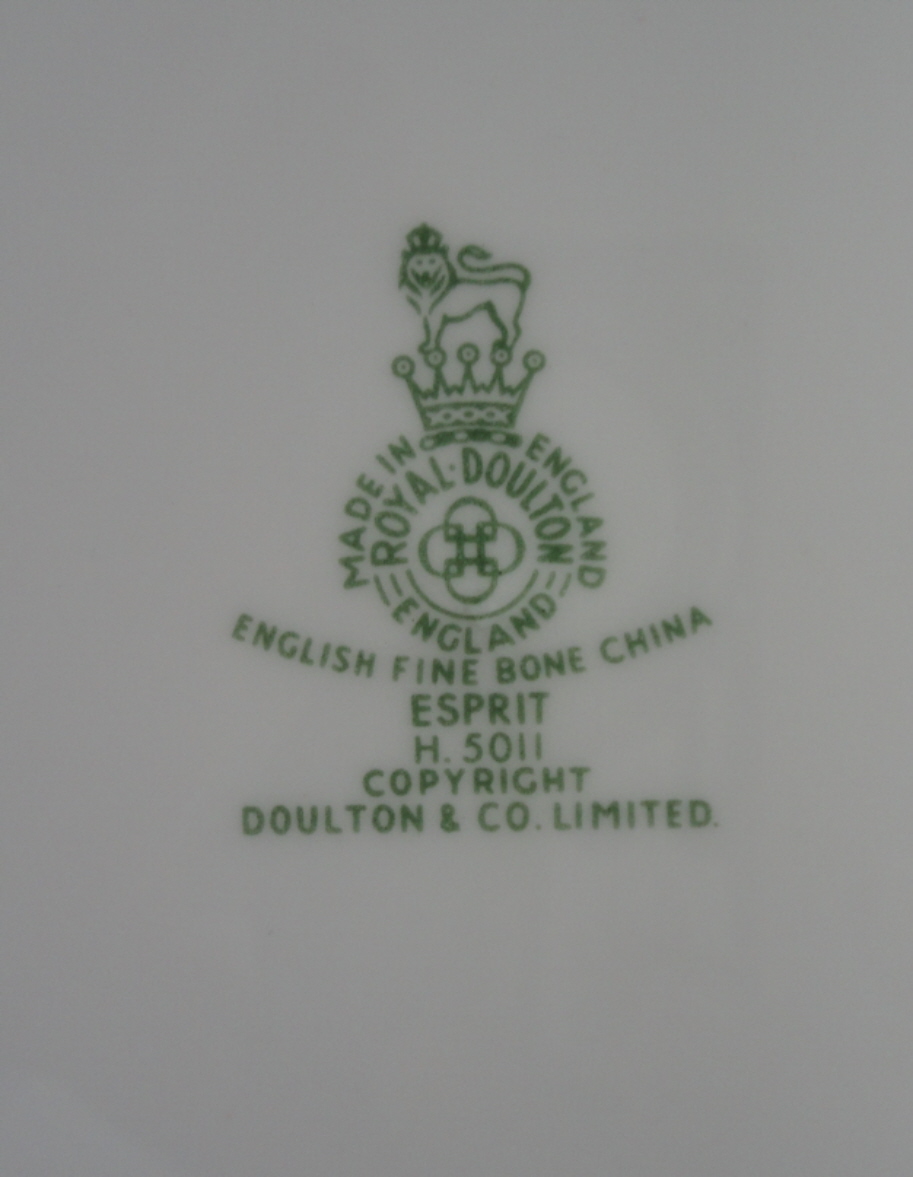 MADE IN ENGLAND
ROYAL·DOULTON
ENGLAND
ENGLISH FINE BONE CHINA
ESPRIT
H. 5011
COPYRIGHT
DOULTON & CO. LIMITED.